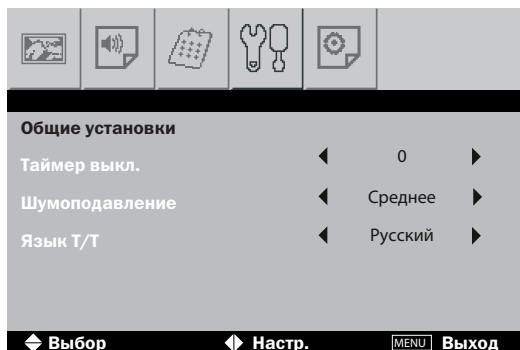 Общие установки
Таймер выкл. 0
Шумоподавление Среднее
Язык Т/Т Русский
Выбор Настр. MENU Выход